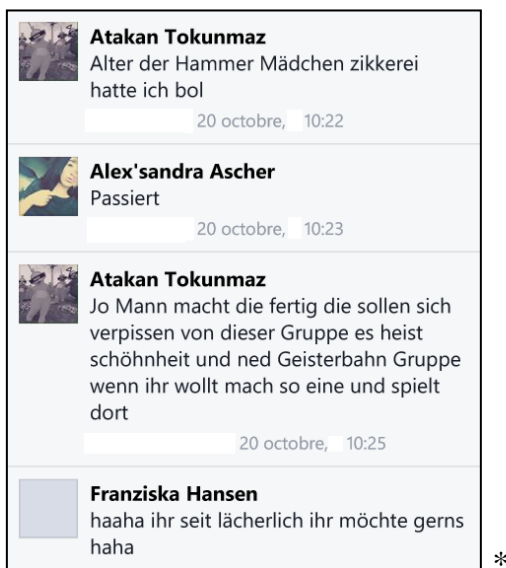 Atakan Tokunmaz
Alter der Hammer Mädchen zikkerei
hatte ich bol
20 octobre, 10:22
Alex'sandra Ascher
Passiert
20 octobre, 10:23
Atakan Tokunmaz
Jo Mann macht die fertig die sollen sich
verpissen von dieser Gruppe es heist
schöhnheit und ned Geisterbahn Gruppe
wenn ihr wollt mach so eine und spielt
dort
20 octobre, 10:25
Franziska Hansen
haaha ihr seit lächerlich ihr möchte gerns
haha
*